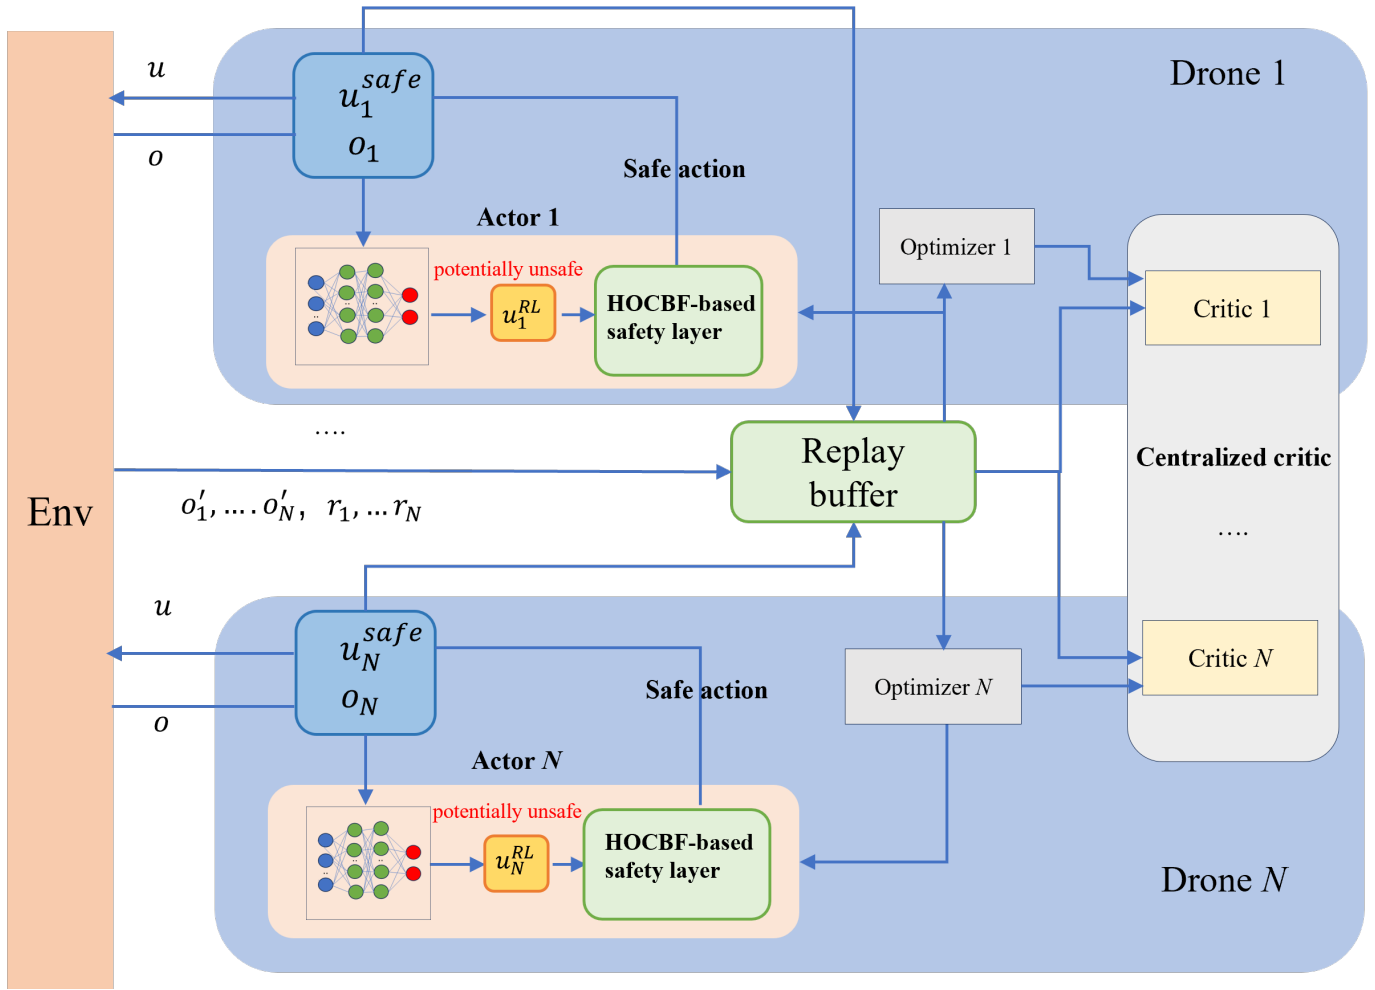 Drone 1
u
u_1^{safe}
o_1
o
Safe action
Actor 1
Optimizer 1
potentially unsafe
u_1^{RL}
HOCBF-based
safety layer
Critic 1
....
Replay
buffer
Centralized critic
Env
o'_1, ... . o'_N, r_1, ... r_N
....
u
u_N^{safe}
o_N
o
Safe action
Optimizer N
Critic N
Actor N
potentially unsafe
u_N^{RL}
HOCBF-based
safety layer
Drone N